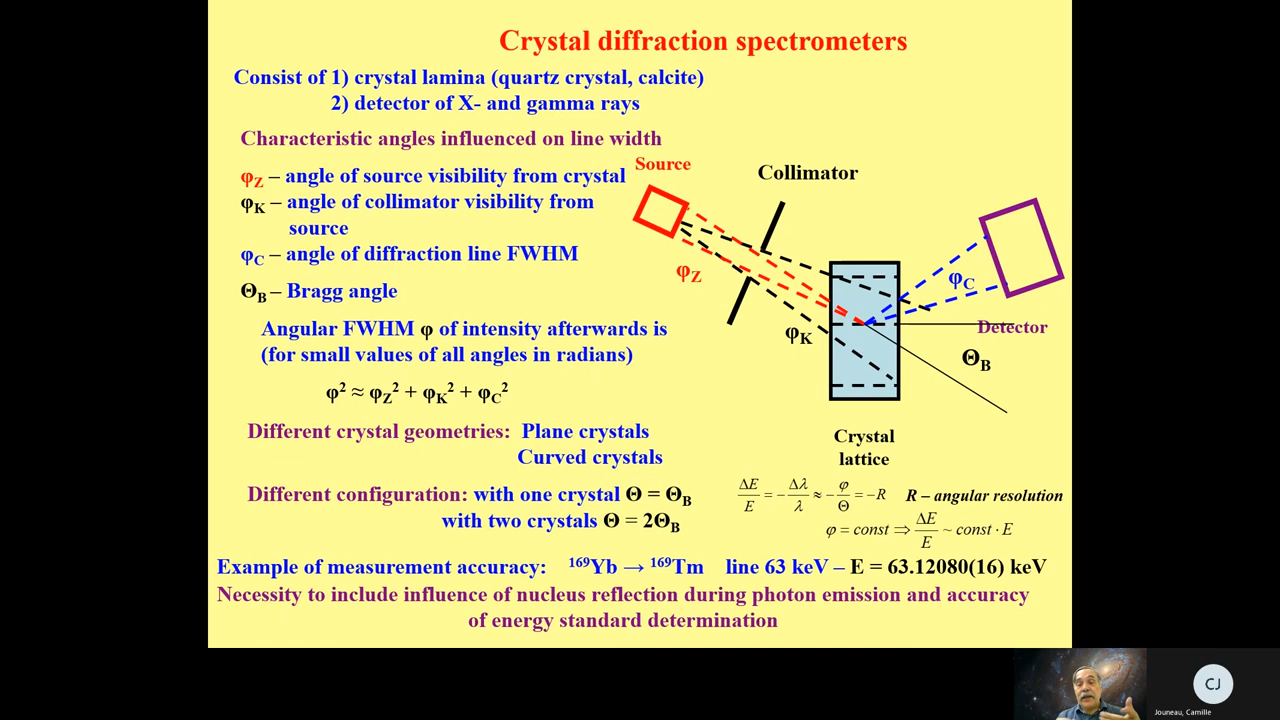 Crystal diffraction spectrometers
Consist of 1) crystal lamina (quartz crystal, calcite)
2) detector of X- and gamma rays
Characteristic angles influenced on line width
φZ – angle of source visibility from crystal
φK – angle of collimator visibility from
source
φC – angle of diffraction line FWHM
ΘB – Bragg angle
Angular FWHM φ of intensity afterwards is
(for small values of all angles in radians)
φ² ≈ φZ² + φK² + φC²
Source
Collimator
φZ
φC
φK
Detector
ΘB
Crystal
lattice
Different crystal geometries: Plane crystals
Curved crystals
Different configuration: with one crystal Θ = ΘB
with two crystals Θ = 2ΘB
ΔE/E = −Δλ/λ ≈ −φ/Θ = −R R – angular resolution
φ = const ⇒ ΔE/E ~ const · E
Example of measurement accuracy: ¹⁶⁹Yb → ¹⁶⁹Tm line 63 keV – E = 63.12080(16) keV
Necessity to include influence of nucleus reflection during photon emission and accuracy
of energy standard determination
CJ
Jouneau, Camille